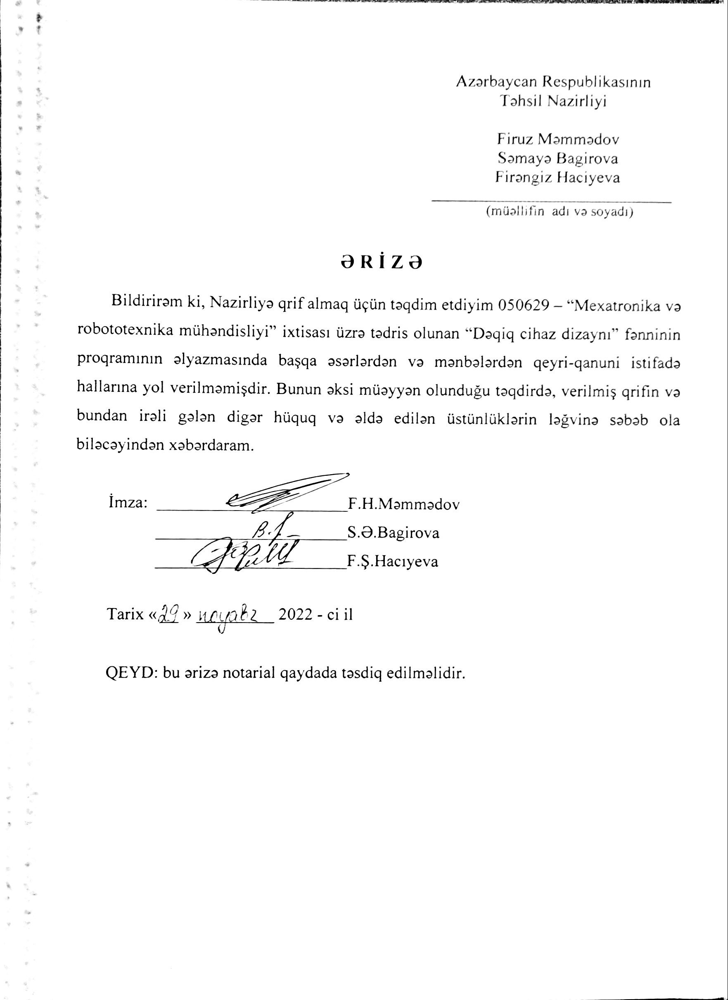 Azərbaycan Respublikasının
Təhsil Nazirliyi
Firuz Məmmədov
Səmayə Bagirova
Firəngiz Haciyeva
(müəllifin adı və soyadı)
ƏRİZƏ
Bildirirəm ki, Nazirliyə qrif almaq üçün təqdim etdiyim 050629 – “Mexatronika və
robototexnika mühəndisliyi” ixtisası üzrə tədris olunan “Dəqiq cihaz dizaynı” fənninin
proqramının əlyazmasında başqa əsərlərdən və mənbələrdən qeyri-qanuni istifadə
hallarına yol verilməmişdir. Bunun əksi müəyyən olunduğu təqdirdə, verilmiş qrifin və
bundan irəli gələn digər hüquq və əldə edilən üstünlüklərin ləğvinə səbəb ola
biləcəyindən xəbərdaram.
İmza: F.H.Məmmədov
S.Ə.Bagirova
F.Ş.Hacıyeva
Tarix «29» noyabr 2022 - ci il
QEYD: bu ərizə notarial qaydada təsdiq edilməlidir.